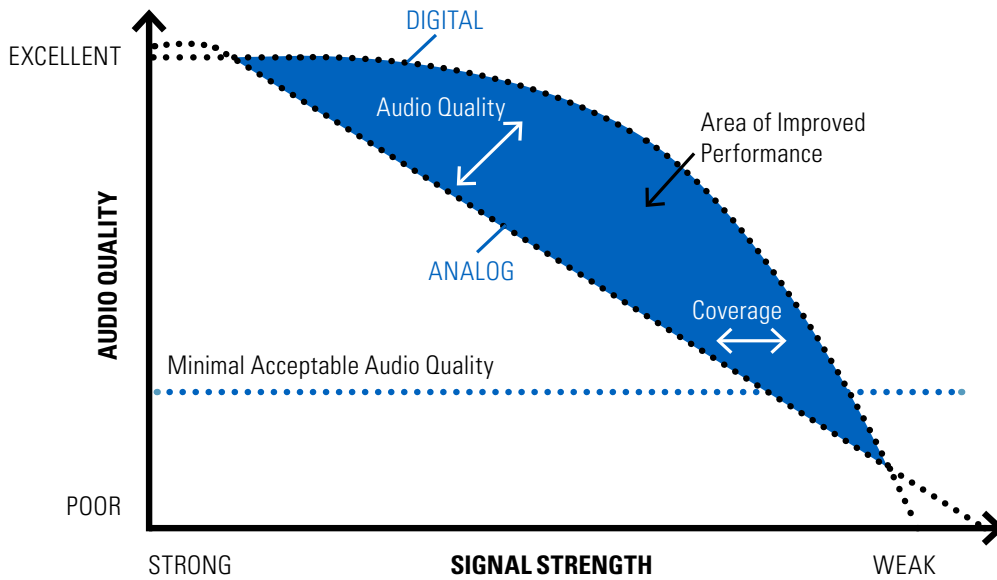 DIGITAL
EXCELLENT
Audio Quality
Area of Improved
Performance
AUDIO QUALITY
ANALOG
Coverage
Minimal Acceptable Audio Quality
POOR
STRONG
SIGNAL STRENGTH
WEAK